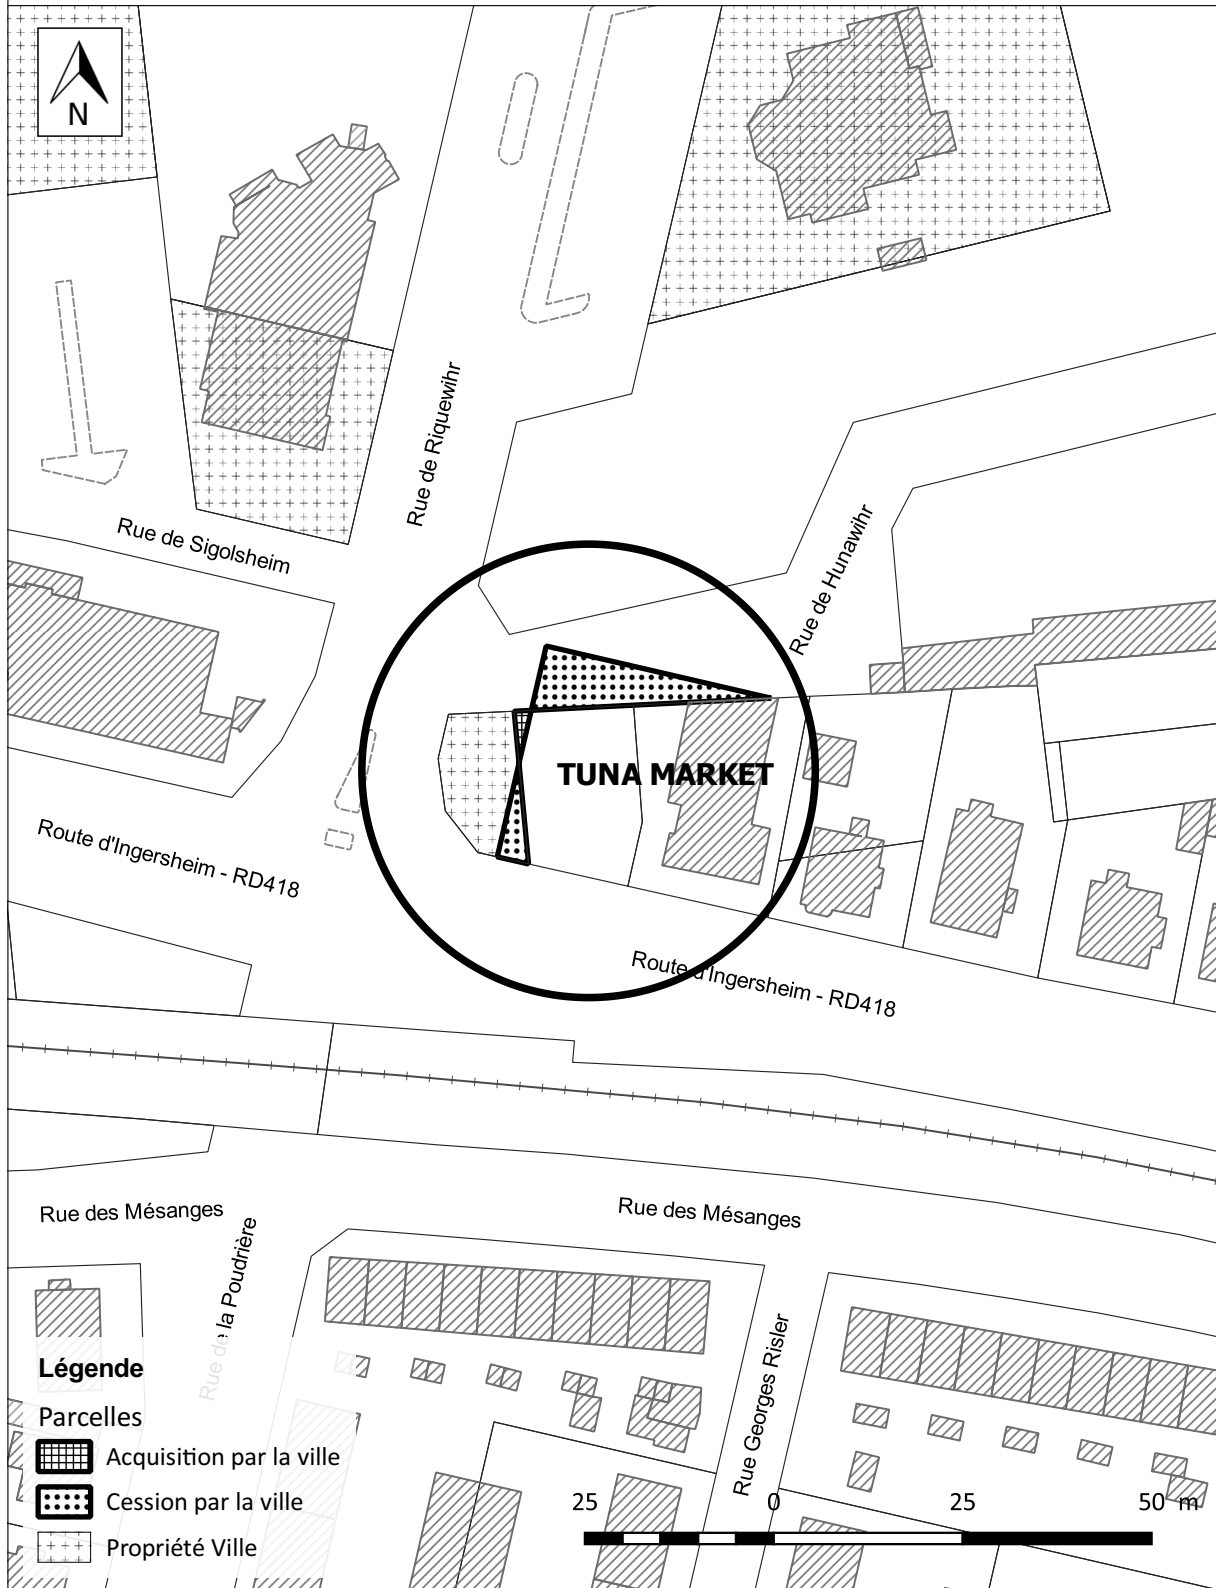 N
Rue de Riquewihr
Rue de Sigolsheim
Rue de Hunawihr
TUNA MARKET
Route d'Ingersheim - RD418
Route d'Ingersheim - RD418
Rue des Mésanges
Rue des Mésanges
Rue de la Poudrière
Rue Georges Risler
Légende
Parcelles
Acquisition par la ville
Cession par la ville
Propriété Ville
25 0 25 50 m